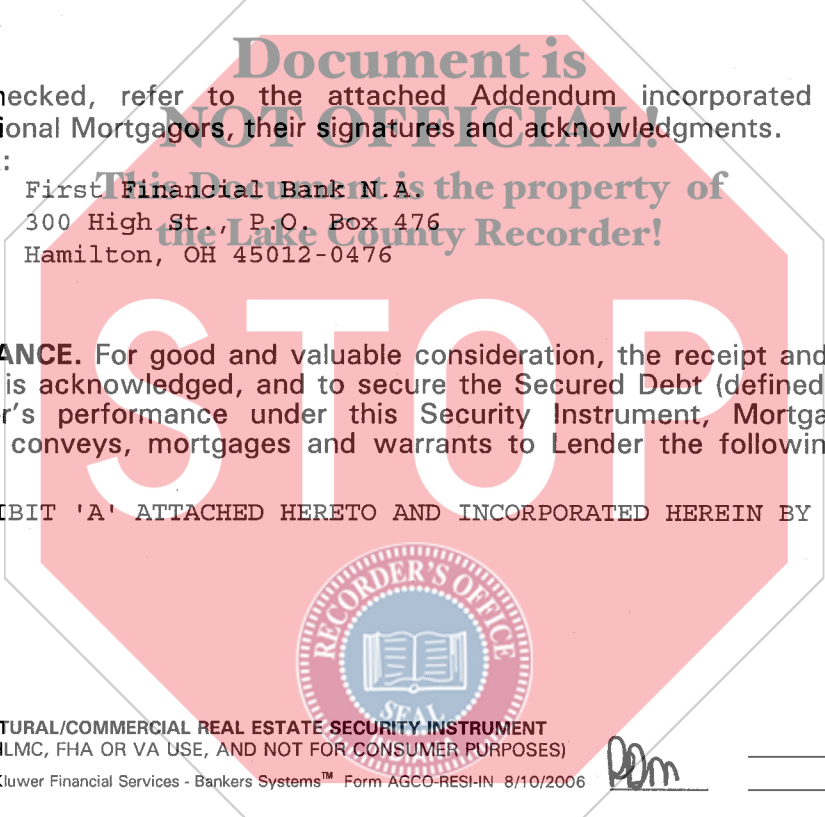 Document is
hecked, refer to the attached Addendum incorporated
ional Mortgagors, their signatures and acknowledgments.
NOT OFFICIAL!
:
First Financial Bank N.A.
This Document is the property of
300 High St., P.O. Box 476
the Lake County Recorder!
Hamilton, OH 45012-0476
STOP
ANCE. For good and valuable consideration, the receipt and
is acknowledged, and to secure the Secured Debt (defined
r's performance under this Security Instrument, Mortga
conveys, mortgages and warrants to Lender the followin
IBIT 'A' ATTACHED HERETO AND INCORPORATED HEREIN BY
RECORDER'S OFFICE
SEAL
INDIANA
TURAL/COMMERCIAL REAL ESTATE SECURITY INSTRUMENT
HLMC, FHA OR VA USE, AND NOT FOR CONSUMER PURPOSES)
Kluwer Financial Services - Bankers Systems™ Form AGCO-RESI-IN 8/10/2006